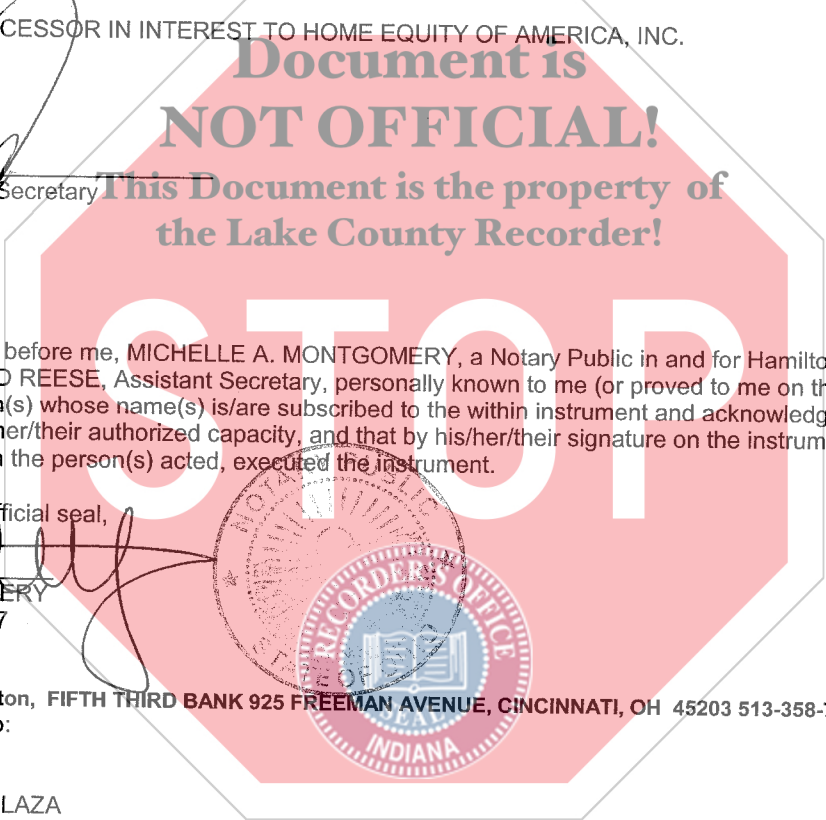 CESSOR IN INTEREST TO HOME EQUITY OF AMERICA, INC.
Document is
NOT OFFICIAL!
Secretary
This Document is the property of
the Lake County Recorder!
STOP
before me, MICHELLE A. MONTGOMERY, a Notary Public in and for Hamilto
D REESE, Assistant Secretary, personally known to me (or proved to me on th
n(s) whose name(s) is/are subscribed to the within instrument and acknowledg
her/their authorized capacity, and that by his/her/their signature on the instrum
the person(s) acted, executed the instrument.
fficial seal,
NOTARY PUBLIC
STATE OF
ERY
7
RECORDER'S OFFICE
SEAL
INDIANA
ton, FIFTH THIRD BANK 925 FREEMAN AVENUE, CINCINNATI, OH 45203 513-358-7
o:
LAZA